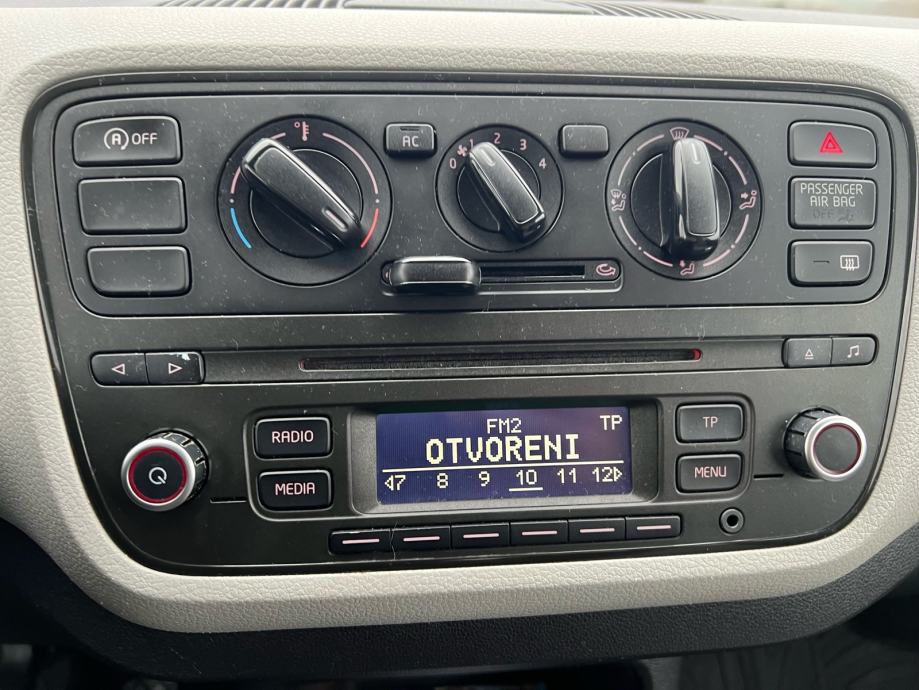 A OFF
AC
0 1 2 3 4
PASSENGER
AIR BAG
OFF
RADIO
MEDIA
FM2 TP
OTVORENI
7 8 9 10 11 12
TP
MENU